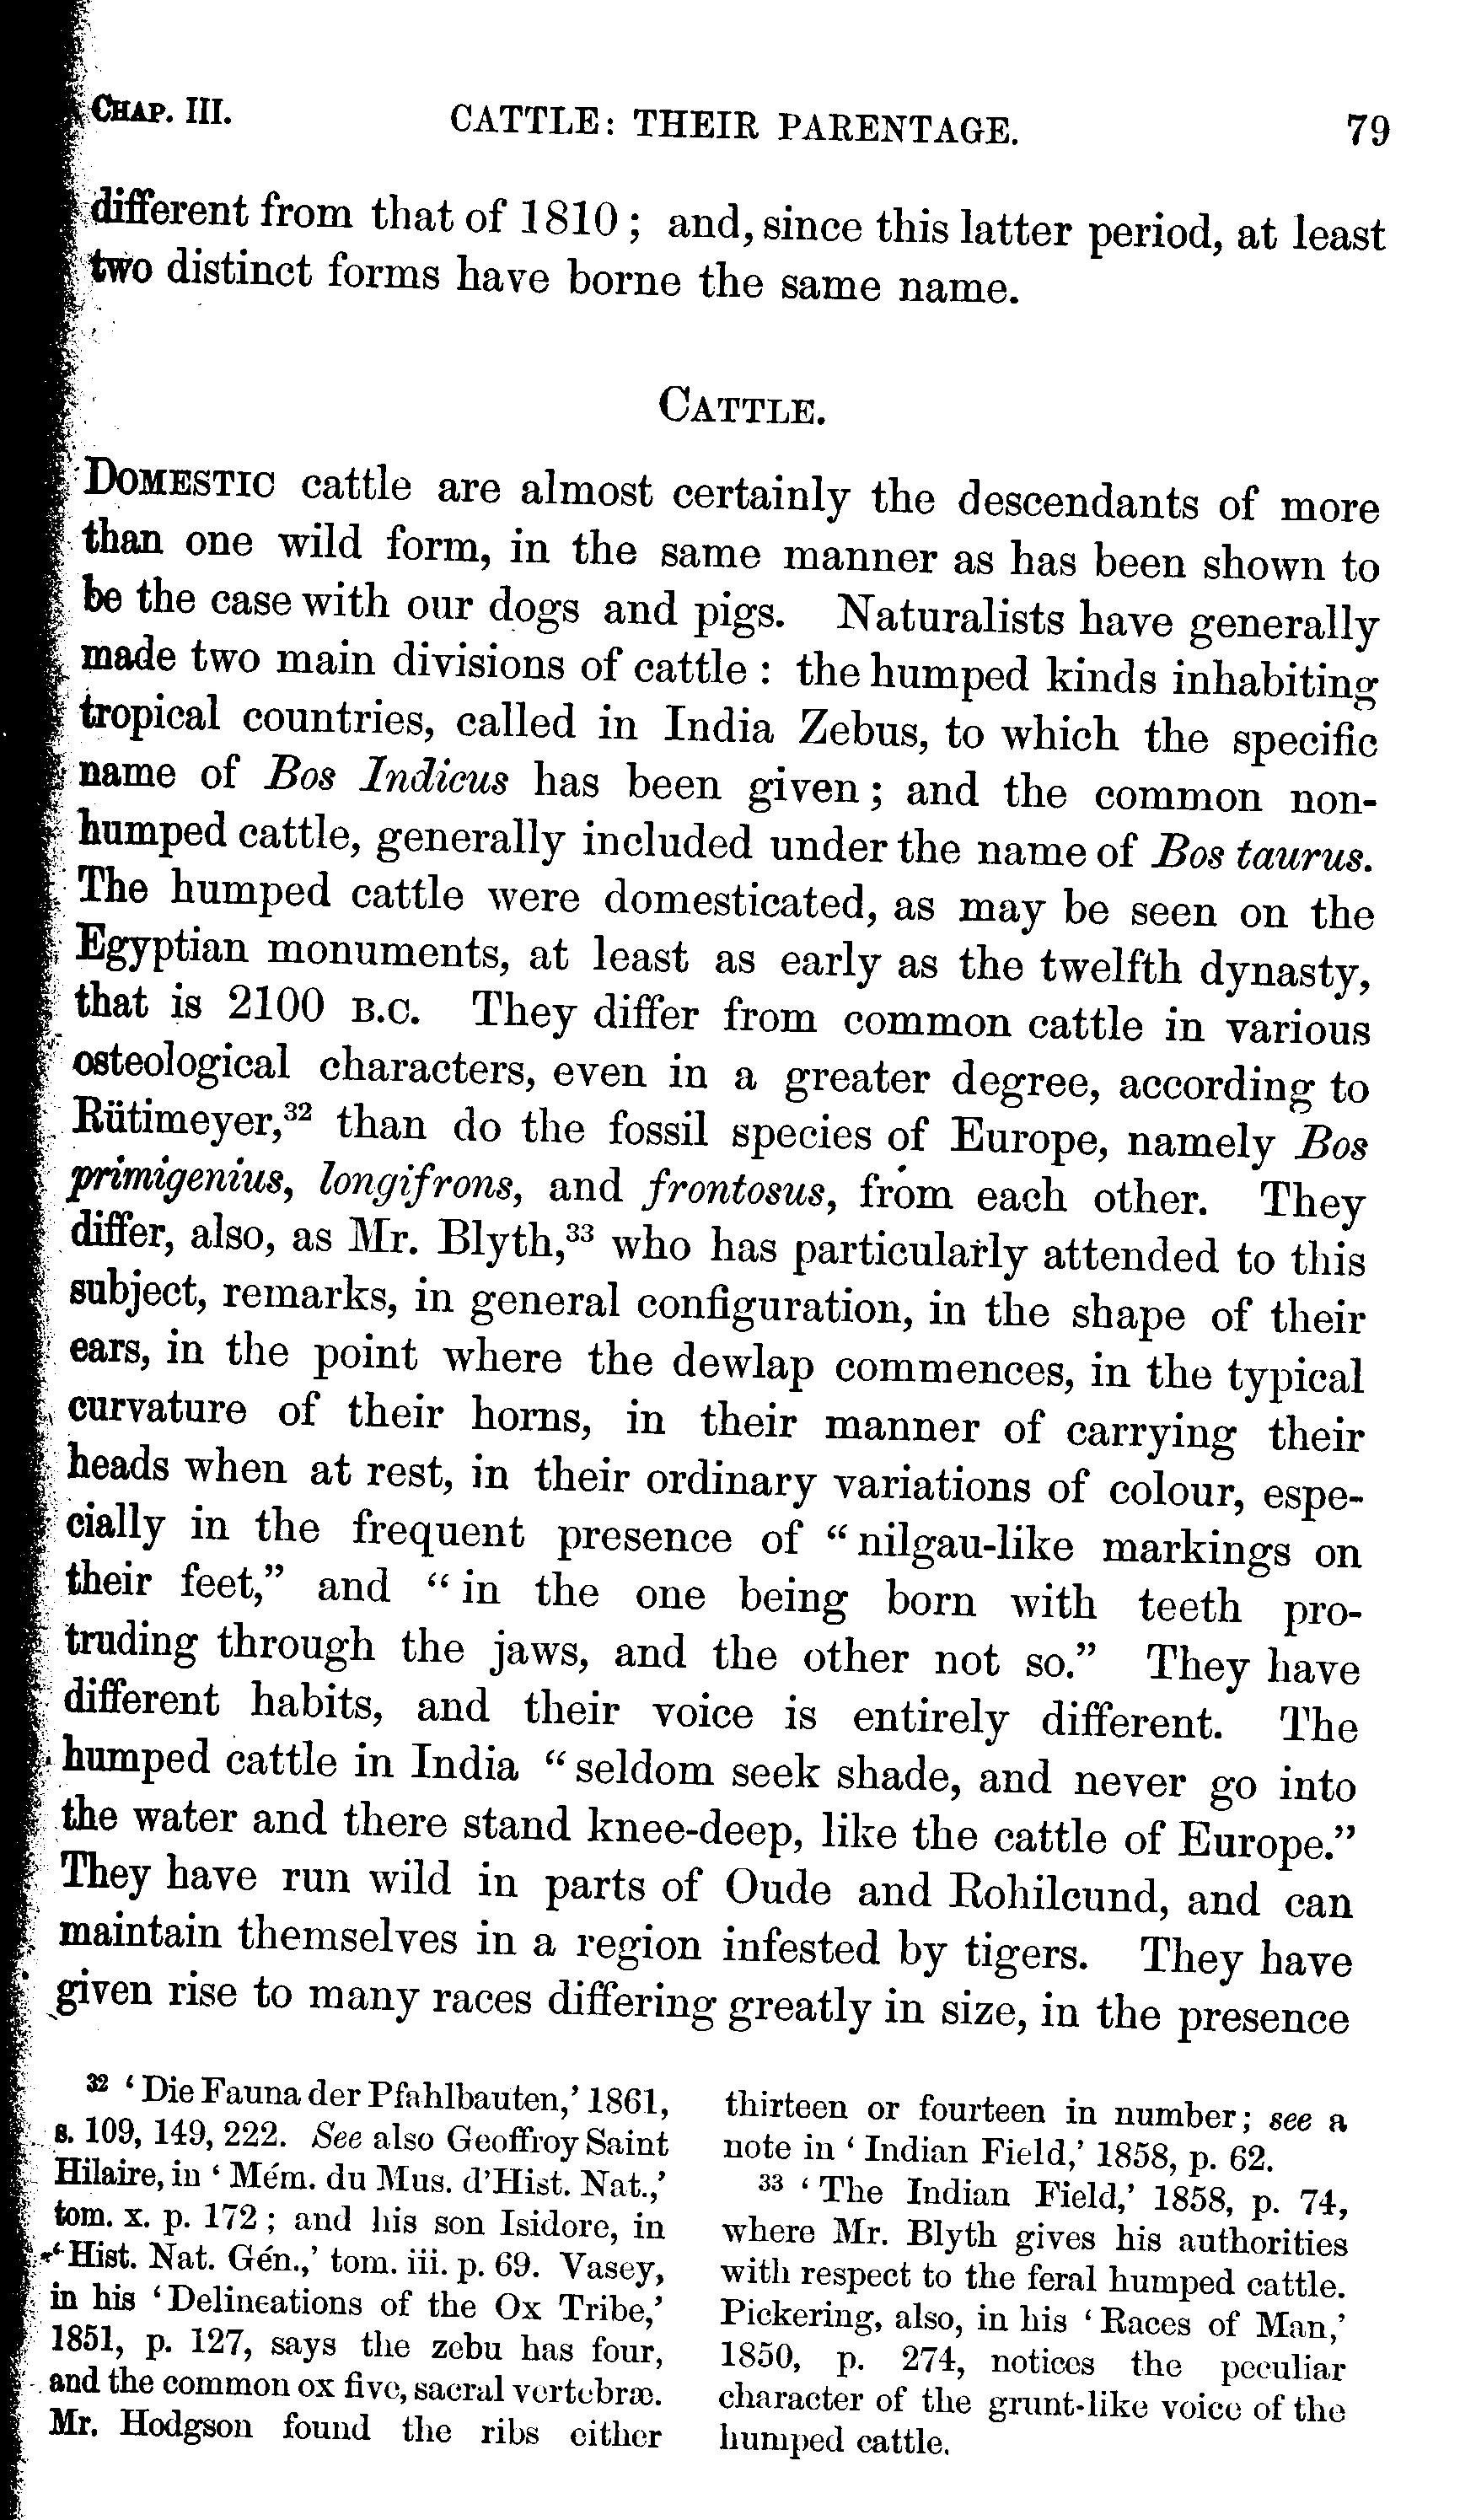 CHAP. III. CATTLE: THEIR PARENTAGE. 79
different from that of 1810; and, since this latter period, at least
two distinct forms have borne the same name.
CATTLE.
DOMESTIC cattle are almost certainly the descendants of more
than one wild form, in the same manner as has been shown to
be the case with our dogs and pigs. Naturalists have generally
made two main divisions of cattle: the humped kinds inhabiting
tropical countries, called in India Zebus, to which the specific
name of Bos Indicus has been given; and the common non-
humped cattle, generally included under the name of Bos taurus.
The humped cattle were domesticated, as may be seen on the
Egyptian monuments, at least as early as the twelfth dynasty,
that is 2100 B.C. They differ from common cattle in various
osteological characters, even in a greater degree, according to
Rütimeyer,³² than do the fossil species of Europe, namely Bos
primigenius, longifrons, and frontosus, from each other. They
differ, also, as Mr. Blyth,³³ who has particularly attended to this
subject, remarks, in general configuration, in the shape of their
ears, in the point where the dewlap commences, in the typical
curvature of their horns, in their manner of carrying their
heads when at rest, in their ordinary variations of colour, espe-
cially in the frequent presence of "nilgau-like markings on
their feet," and "in the one being born with teeth pro-
truding through the jaws, and the other not so." They have
different habits, and their voice is entirely different. The
humped cattle in India "seldom seek shade, and never go into
the water and there stand knee-deep, like the cattle of Europe."
They have run wild in parts of Oude and Rohilcund, and can
maintain themselves in a region infested by tigers. They have
given rise to many races differing greatly in size, in the presence
³² 'Die Fauna der Pfahlbauten,' 1861,
s. 109, 149, 222. See also Geoffroy Saint
Hilaire, in 'Mém. du Mus. d'Hist. Nat.,'
tom. x. p. 172; and his son Isidore, in
'Hist. Nat. Gén.,' tom. iii. p. 69. Vasey,
in his 'Delineations of the Ox Tribe,'
1851, p. 127, says the zebu has four,
and the common ox five, sacral vertebræ.
Mr. Hodgson found the ribs either
thirteen or fourteen in number; see a
note in 'Indian Field,' 1858, p. 62.
³³ 'The Indian Field,' 1858, p. 74,
where Mr. Blyth gives his authorities
with respect to the feral humped cattle.
Pickering, also, in his 'Races of Man,'
1850, p. 274, notices the peculiar
character of the grunt-like voice of the
humped cattle.